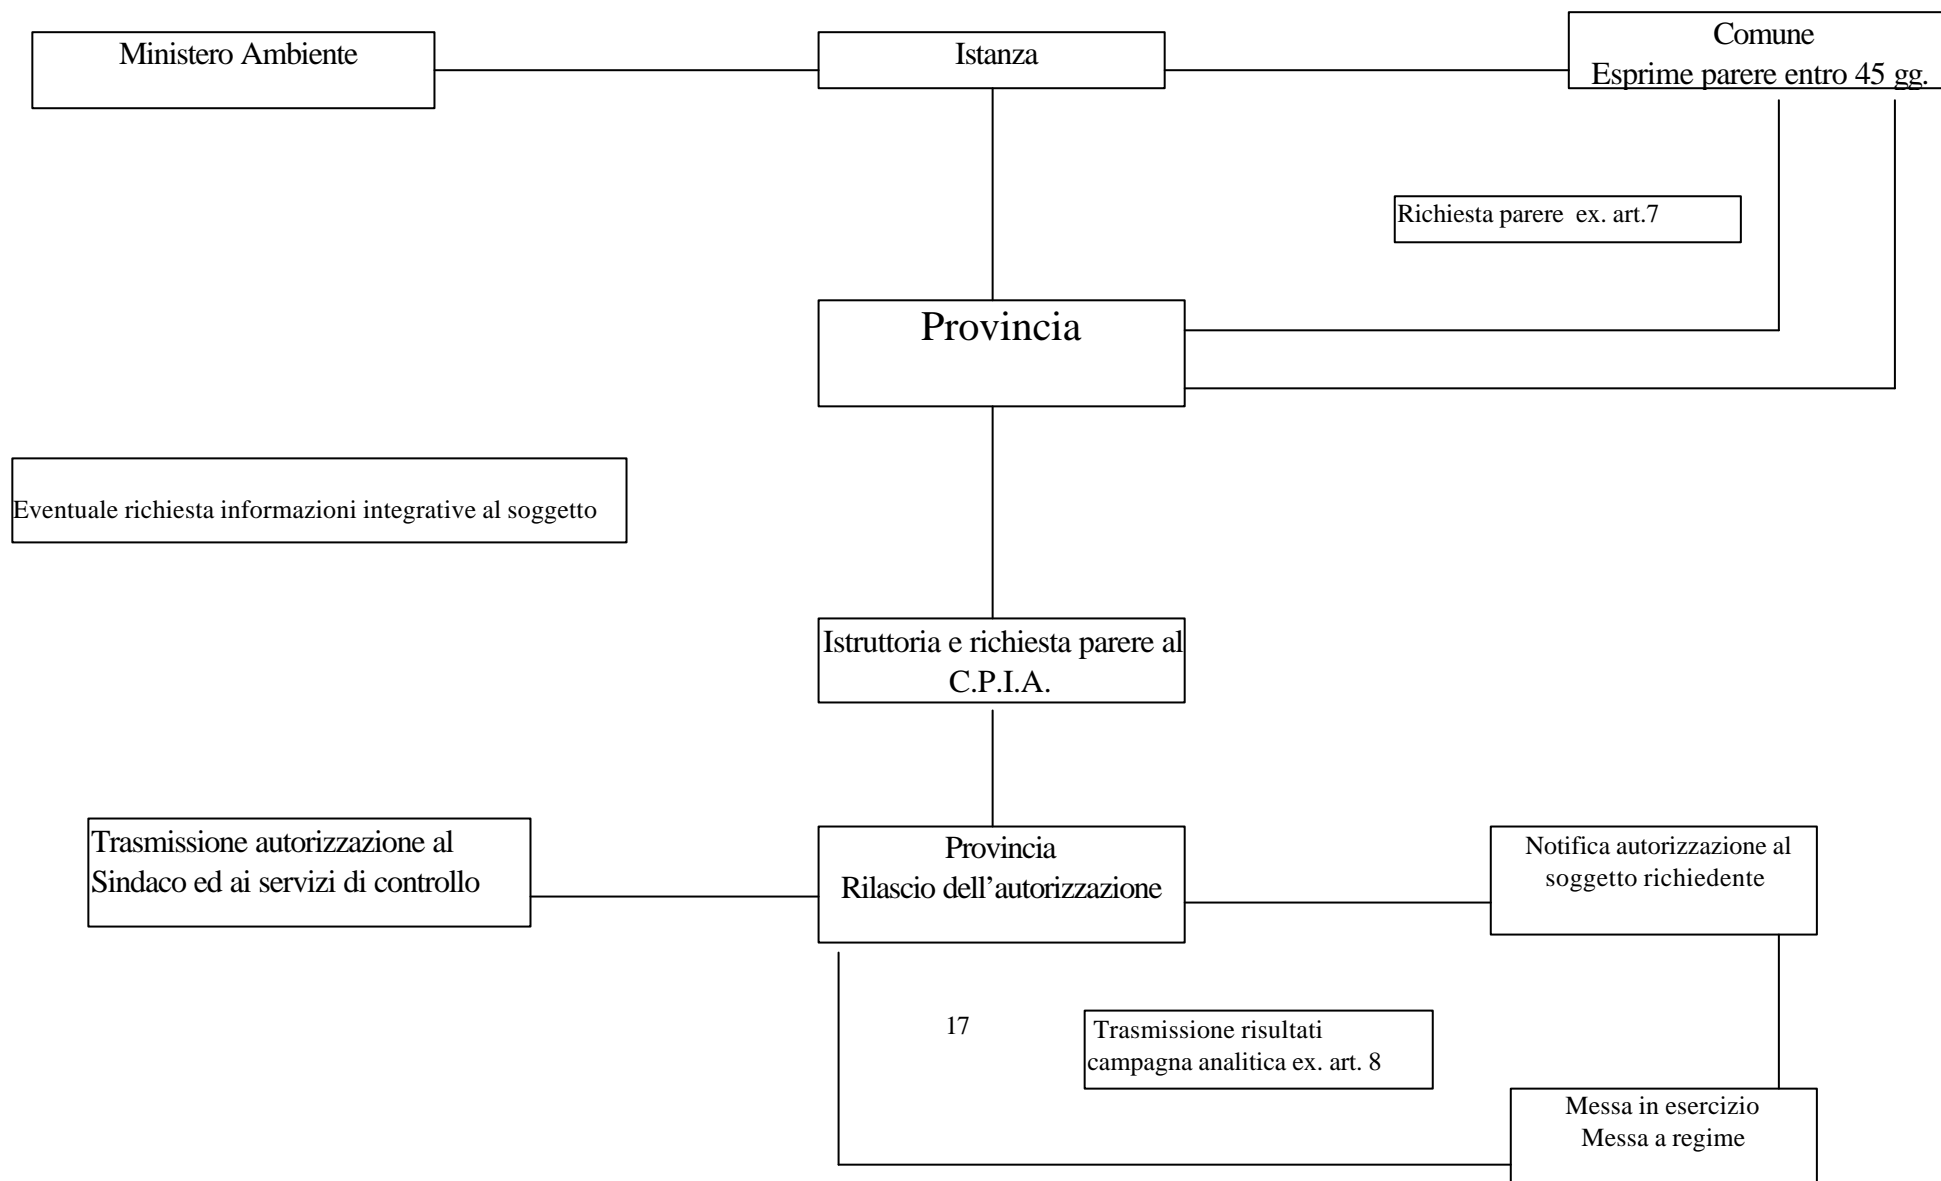 Ministero Ambiente
Istanza
Comune
Esprime parere entro 45 gg.
Richiesta parere ex. art.7
Provincia
Eventuale richiesta informazioni integrative al soggetto
Istruttoria e richiesta parere al
C.P.I.A.
Trasmissione autorizzazione al
Sindaco ed ai servizi di controllo
Provincia
Rilascio dell’autorizzazione
Notifica autorizzazione al
soggetto richiedente
17
Trasmissione risultati
campagna analitica ex. art. 8
Messa in esercizio
Messa a regime